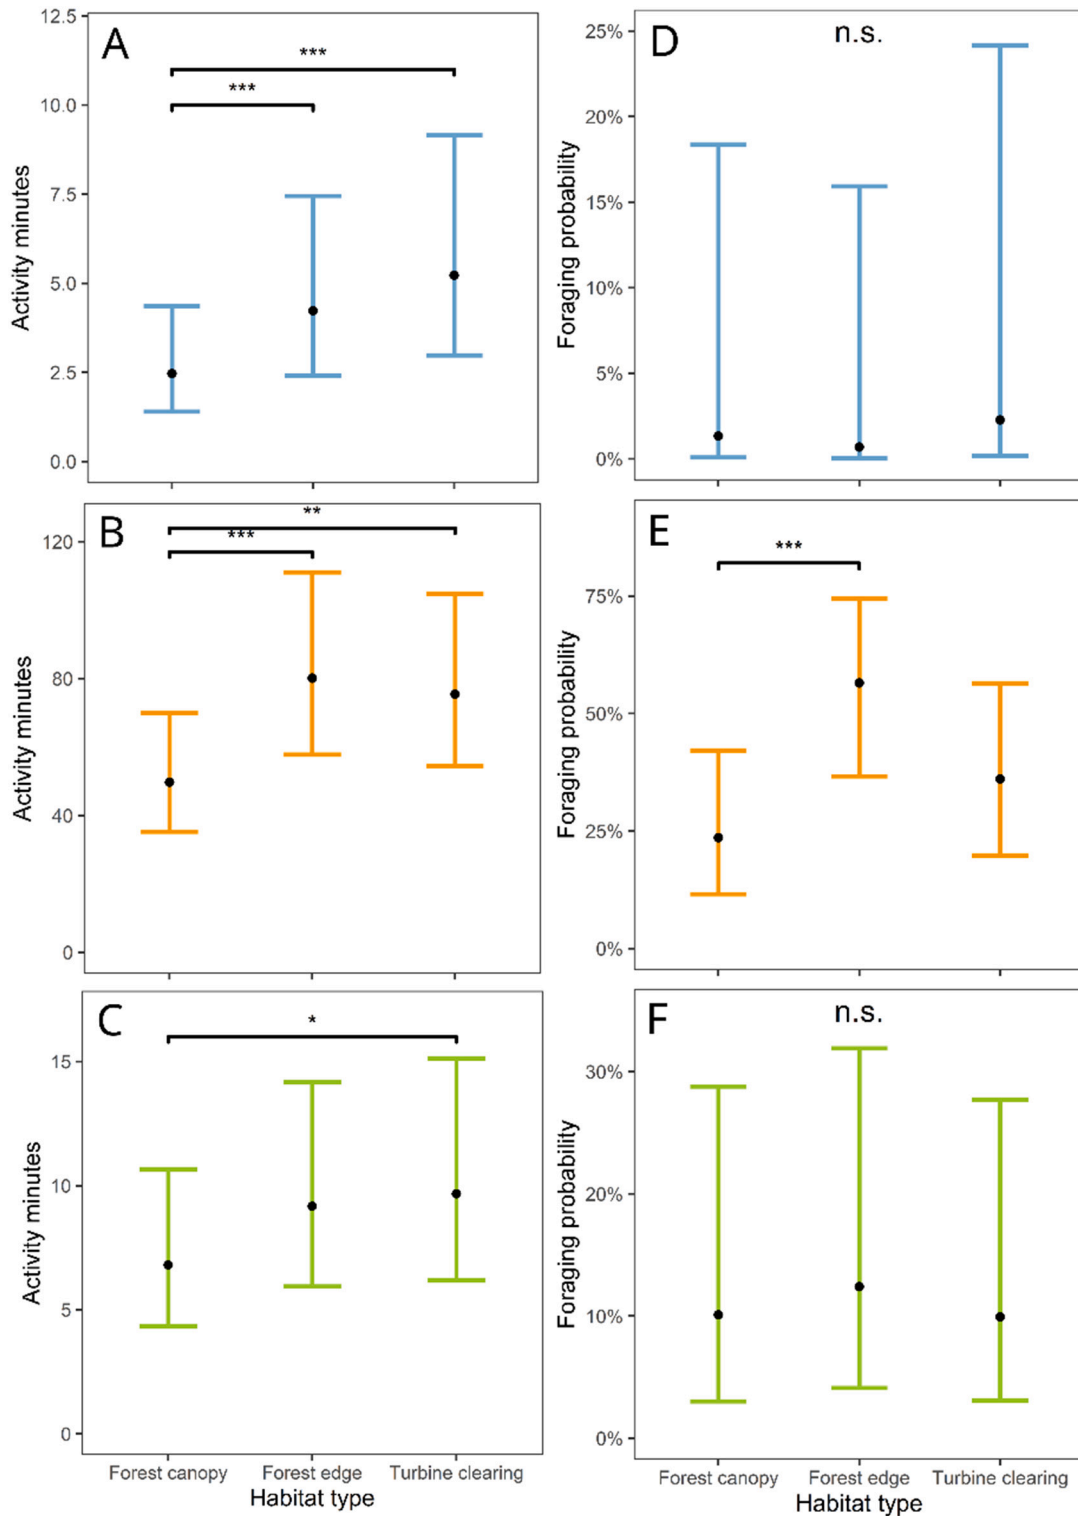 A
Activity minutes
12.5
10.0
7.5
5.0
2.5
0.0
***
***
D
n.s.
Foraging probability
25%
20%
15%
10%
5%
0%
B
Activity minutes
120
80
40
0
**
***
E
Foraging probability
75%
50%
25%
0%
***
C
Activity minutes
15
10
5
0
*
Forest canopy Forest edge Turbine clearing
Habitat type
F
n.s.
Foraging probability
30%
20%
10%
0%
Forest canopy Forest edge Turbine clearing
Habitat type